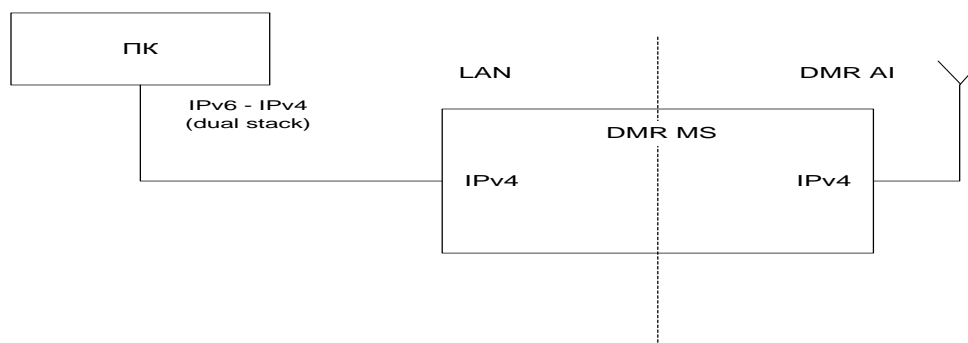 ПК
LAN
DMR AI
IPv6 - IPv4
(dual stack)
DMR MS
IPv4
IPv4